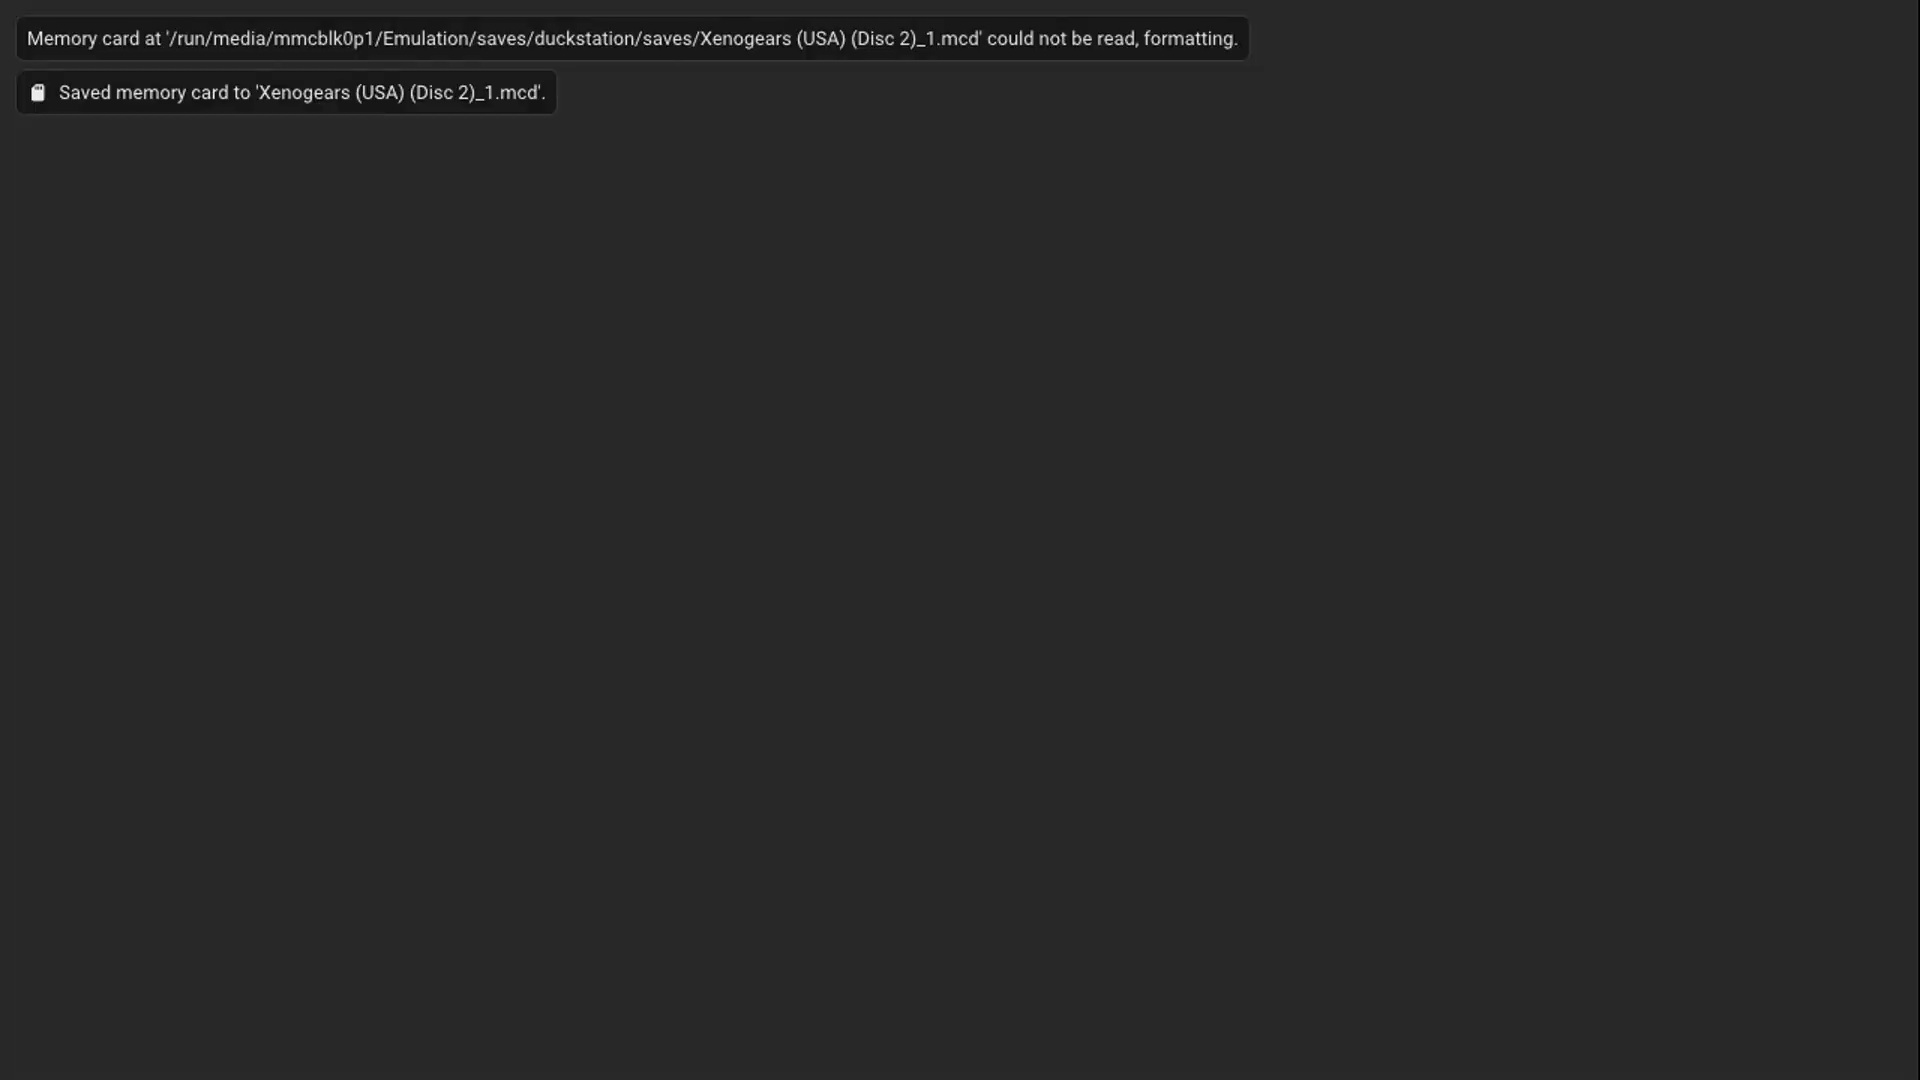 Memory card at '/run/media/mmcblk0p1/Emulation/saves/duckstation/saves/Xenogears (USA) (Disc 2)_1.mcd' could not be read, formatting.
Saved memory card to 'Xenogears (USA) (Disc 2)_1.mcd'.